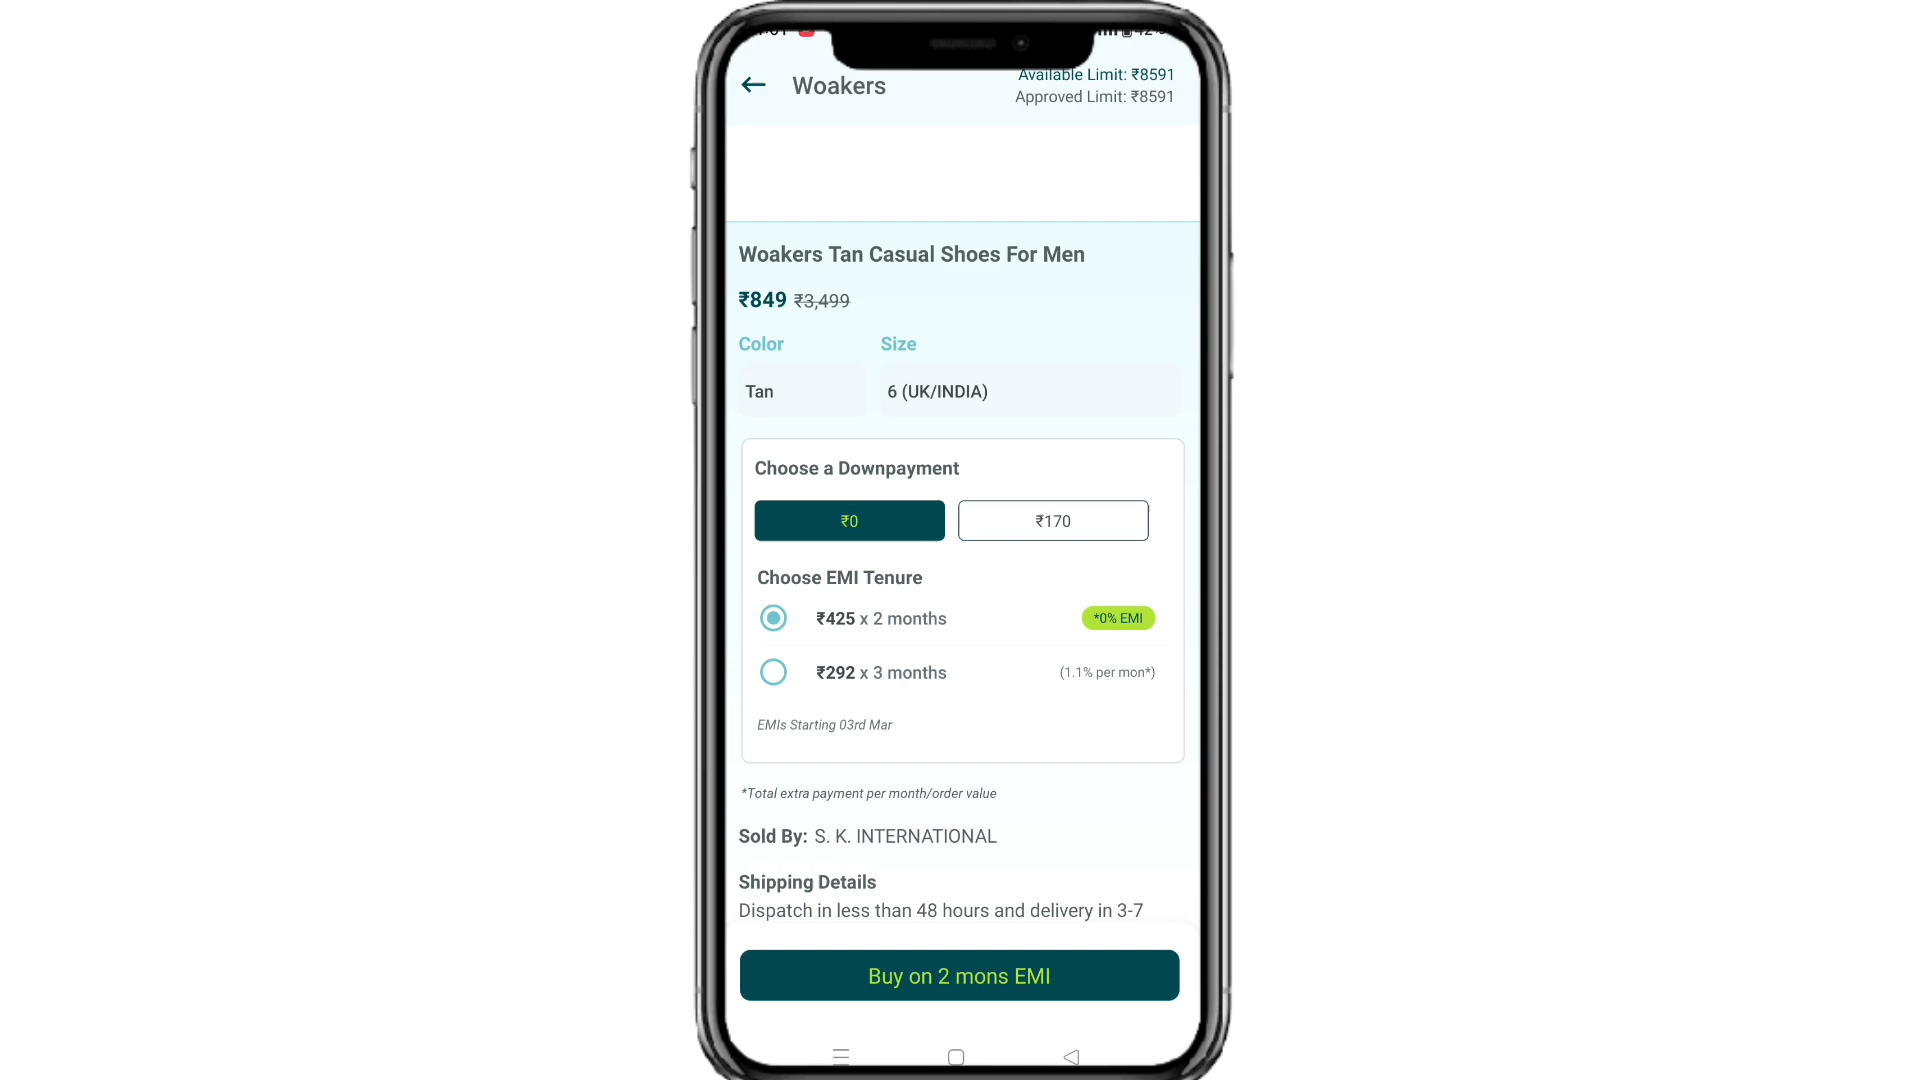 Woakers
Available Limit: ₹8591
Approved Limit: ₹8591
Woakers Tan Casual Shoes For Men
₹849 ₹3,499
Color Size
Tan 6 (UK/INDIA)
Choose a Downpayment
₹0 ₹170
Choose EMI Tenure
₹425 x 2 months *0% EMI
₹292 x 3 months (1.1% per mon*)
EMIs Starting 03rd Mar
*Total extra payment per month/order value
Sold By: S. K. INTERNATIONAL
Shipping Details
Dispatch in less than 48 hours and delivery in 3-7
Buy on 2 mons EMI